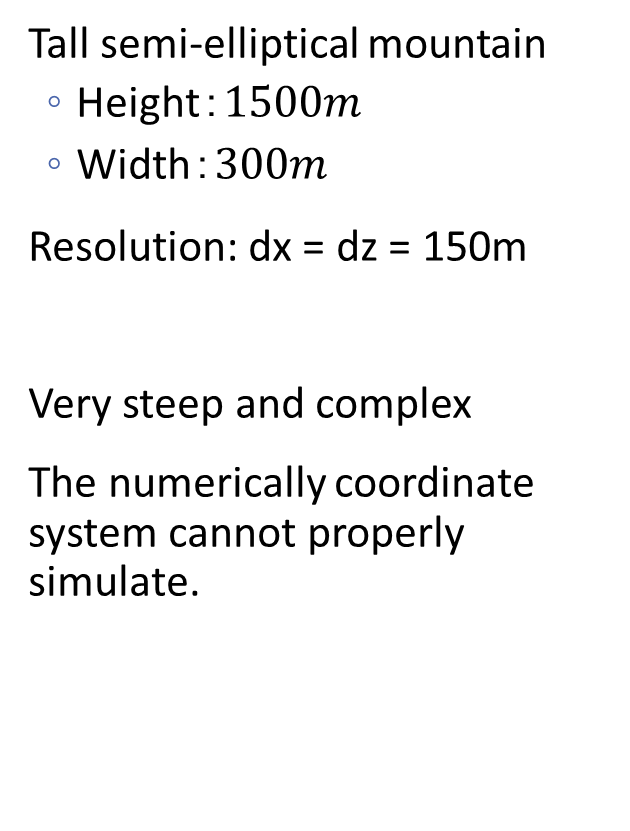 Tall semi-elliptical mountain
◦ Height: 1500m
◦ Width: 300m
Resolution: dx = dz = 150m
Very steep and complex
The numerically coordinate
system cannot properly
simulate.